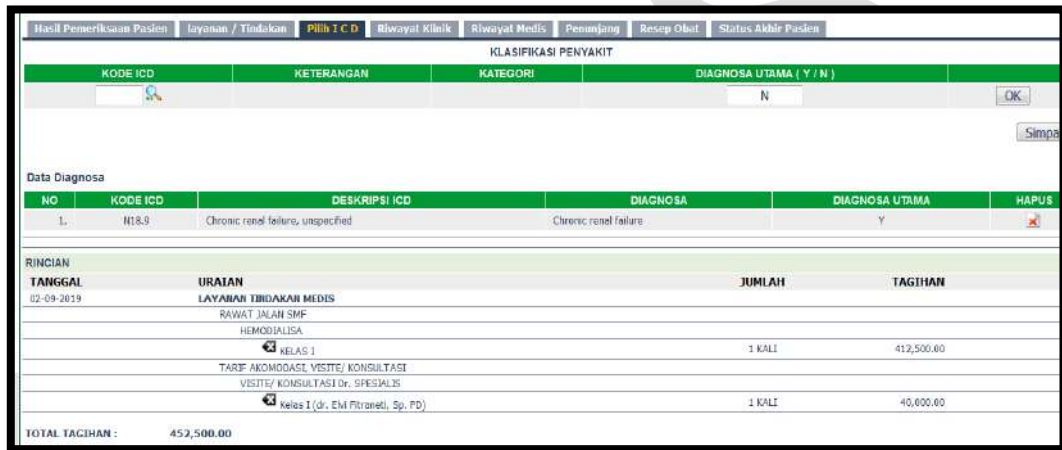 Hasil Pemeriksaan Pasien layanan / Tindakan Pilih I C D Riwayat Klinik Riwayat Medis Penunjang Resep Obat Status Akhir Pasien
KLASIFIKASI PENYAKIT
KODE ICD KETERANGAN KATEGORI DIAGNOSA UTAMA ( Y / N )
N OK
Simpa
Data Diagnosa
NO KODE ICD DESKRIPSI ICD DIAGNOSA DIAGNOSA UTAMA HAPUS
1. N18.9 Chronic renal failure, unspecified Chronic renal failure Y
RINCIAN
TANGGAL URAIAN JUMLAH TAGIHAN
02-09-2019 LAYANAN TINDAKAN MEDIS
RAWAT JALAN SMF
HEMODIALISA
KELAS I 1 KALI 412,500.00
TARIF AKOMODASI, VISITE/ KONSULTASI
VISITE/ KONSULTASI Dr. SPESIALIS
Kelas I (dr. Elvi Fitraneti, Sp. PD) 1 KALI 40,000.00
TOTAL TAGIHAN : 452,500.00